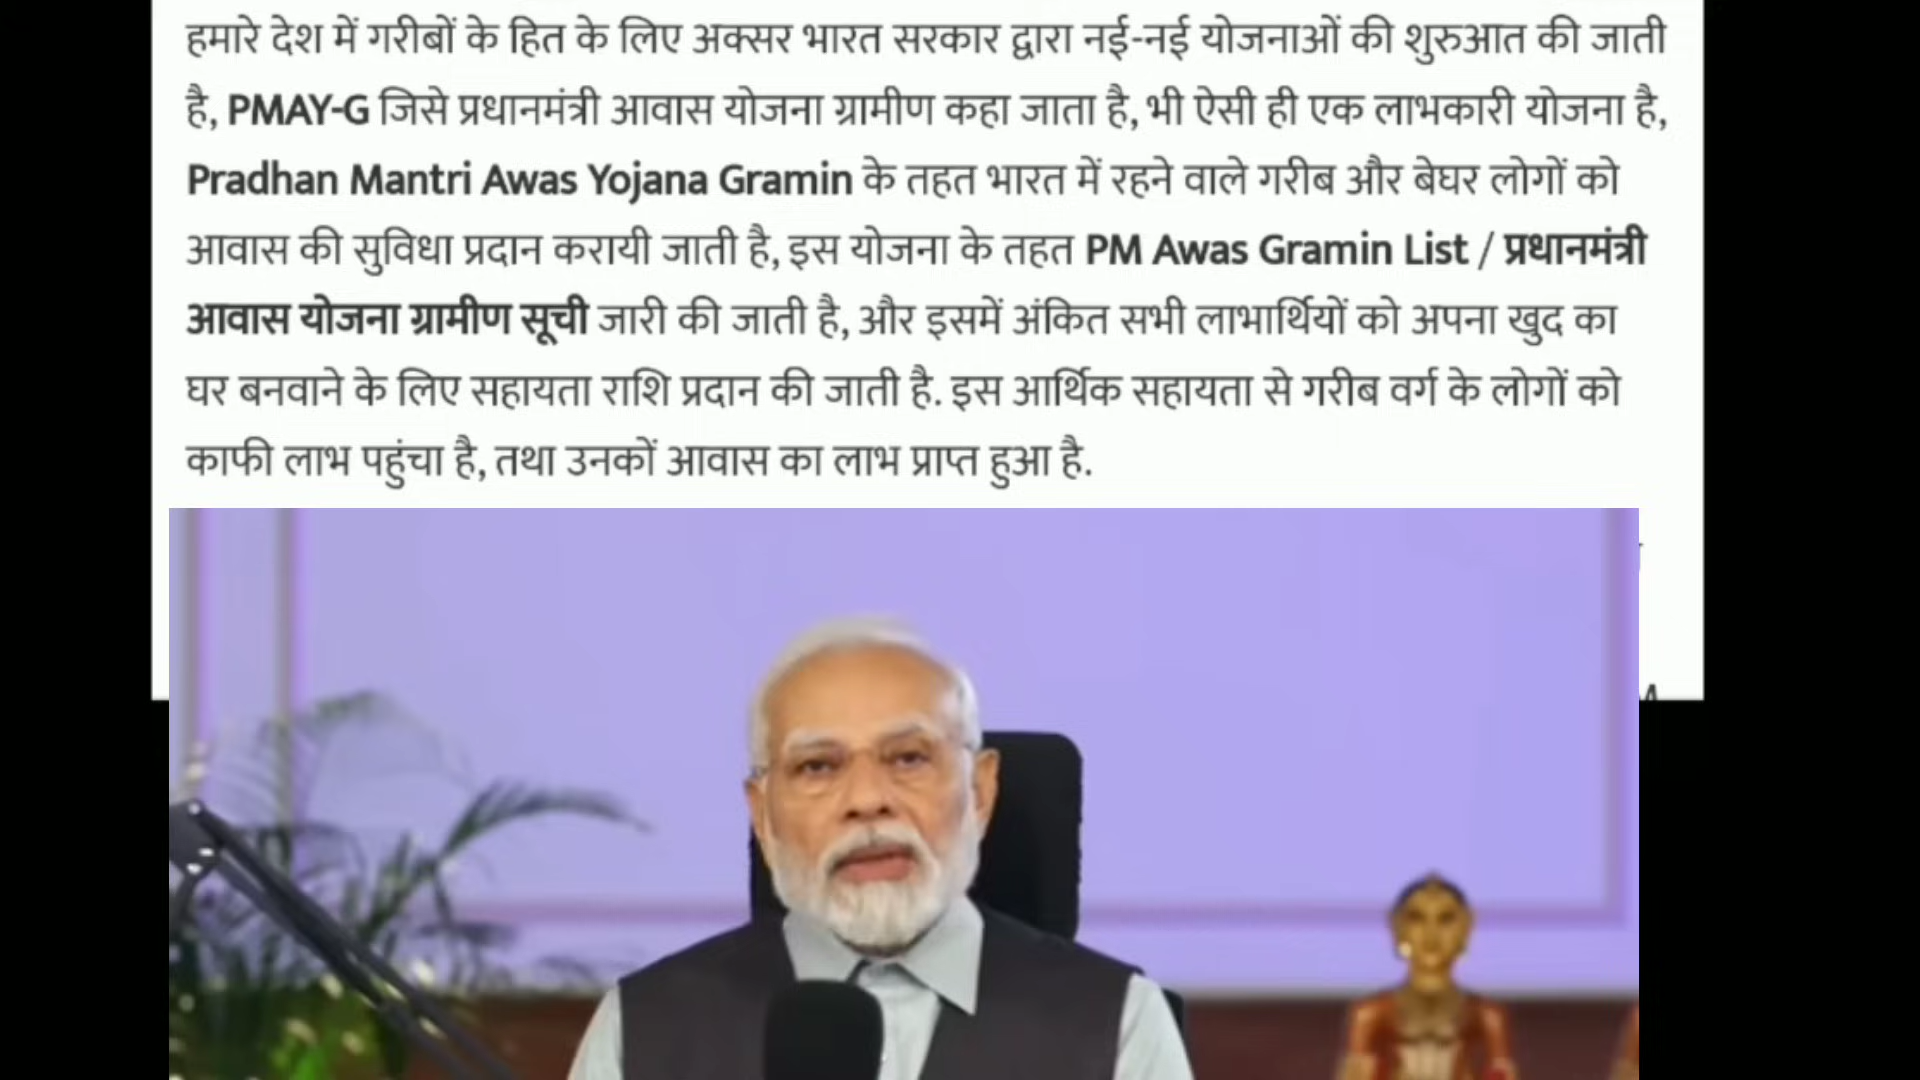 हमारे देश में गरीबों के हित के लिए अक्सर भारत सरकार द्वारा नई-नई योजनाओं की शुरुआत की जाती
है, PMAY-G जिसे प्रधानमंत्री आवास योजना ग्रामीण कहा जाता है, भी ऐसी ही एक लाभकारी योजना है,
Pradhan Mantri Awas Yojana Gramin के तहत भारत में रहने वाले गरीब और बेघर लोगों को
आवास की सुविधा प्रदान करायी जाती है, इस योजना के तहत PM Awas Gramin List / प्रधानमंत्री
आवास योजना ग्रामीण सूची जारी की जाती है, और इसमें अंकित सभी लाभार्थियों को अपना खुद का
घर बनवाने के लिए सहायता राशि प्रदान की जाती है. इस आर्थिक सहायता से गरीब वर्ग के लोगों को
काफी लाभ पहुंचा है, तथा उनकों आवास का लाभ प्राप्त हुआ है.